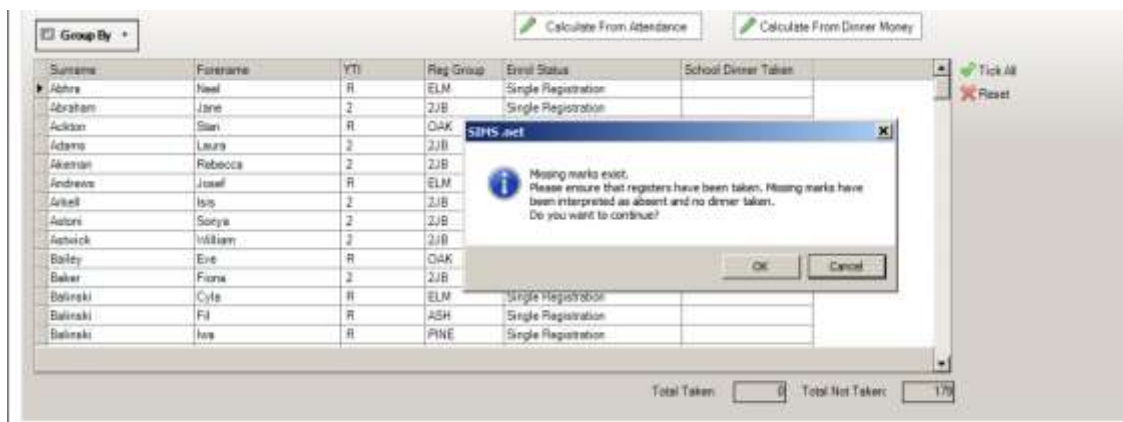 Group By
Calculate From Attendance Calculate From Dinner Money
Surname Forename YTI Reg Group Enrol Status School Dinner Taken Tick All
Abhra Neel R ELM Single Registration Reset
Abraham Jane 2 2JB Single Registration
Ackton Stan R OAK
SIMS .net
Adams Laura 2 2JB
Akeman Rebecca 2 2JB
Andrews Josef R ELM
Arkell Isis 2 2JB
Astoni Sonya 2 2JB
Astwick William 2 2JB
Bailey Eve R OAK
Baker Fiona 2 2JB
Missing marks exist.
Please ensure that registers have been taken. Missing marks have
been interpreted as absent and no dinner taken.
Do you want to continue?
OK Cancel
Balinski Cyla R ELM Single Registration
Balinski Fil R ASH Single Registration
Balinski Iwa R PINE Single Registration
Total Taken: 0 Total Not Taken: 179